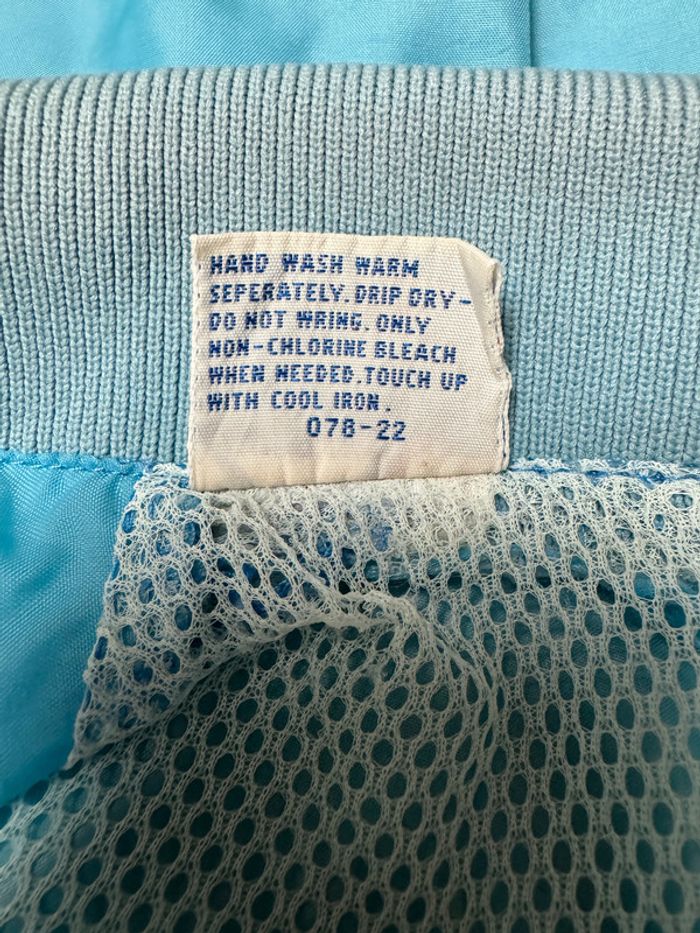 HAND WASH WARM
SEPERATELY. DRIP DRY-
DO NOT WRING. ONLY
NON-CHLORINE BLEACH
WHEN NEEDED. TOUCH UP
WITH COOL IRON.
078-22